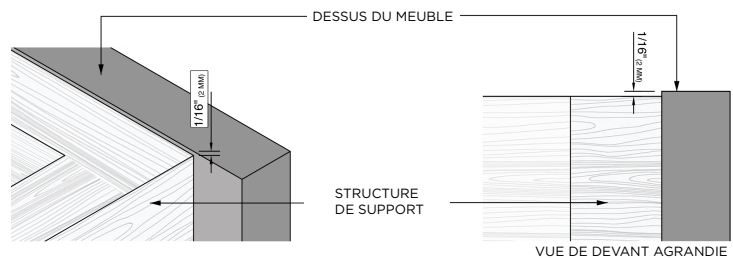 DESSUS DU MEUBLE
1/16" (2 MM)
1/16" (2 MM)
STRUCTURE
DE SUPPORT
VUE DE DEVANT AGRANDIE